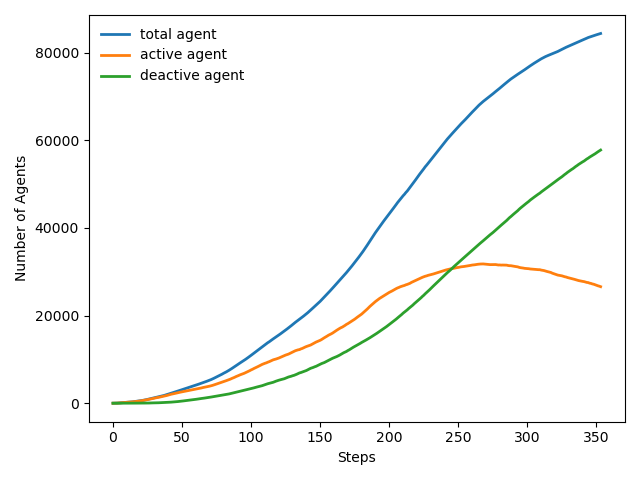 total agent
active agent
deactive agent
80000
60000
40000
20000
0
Number of Agents
0 50 100 150 200 250 300 350
Steps